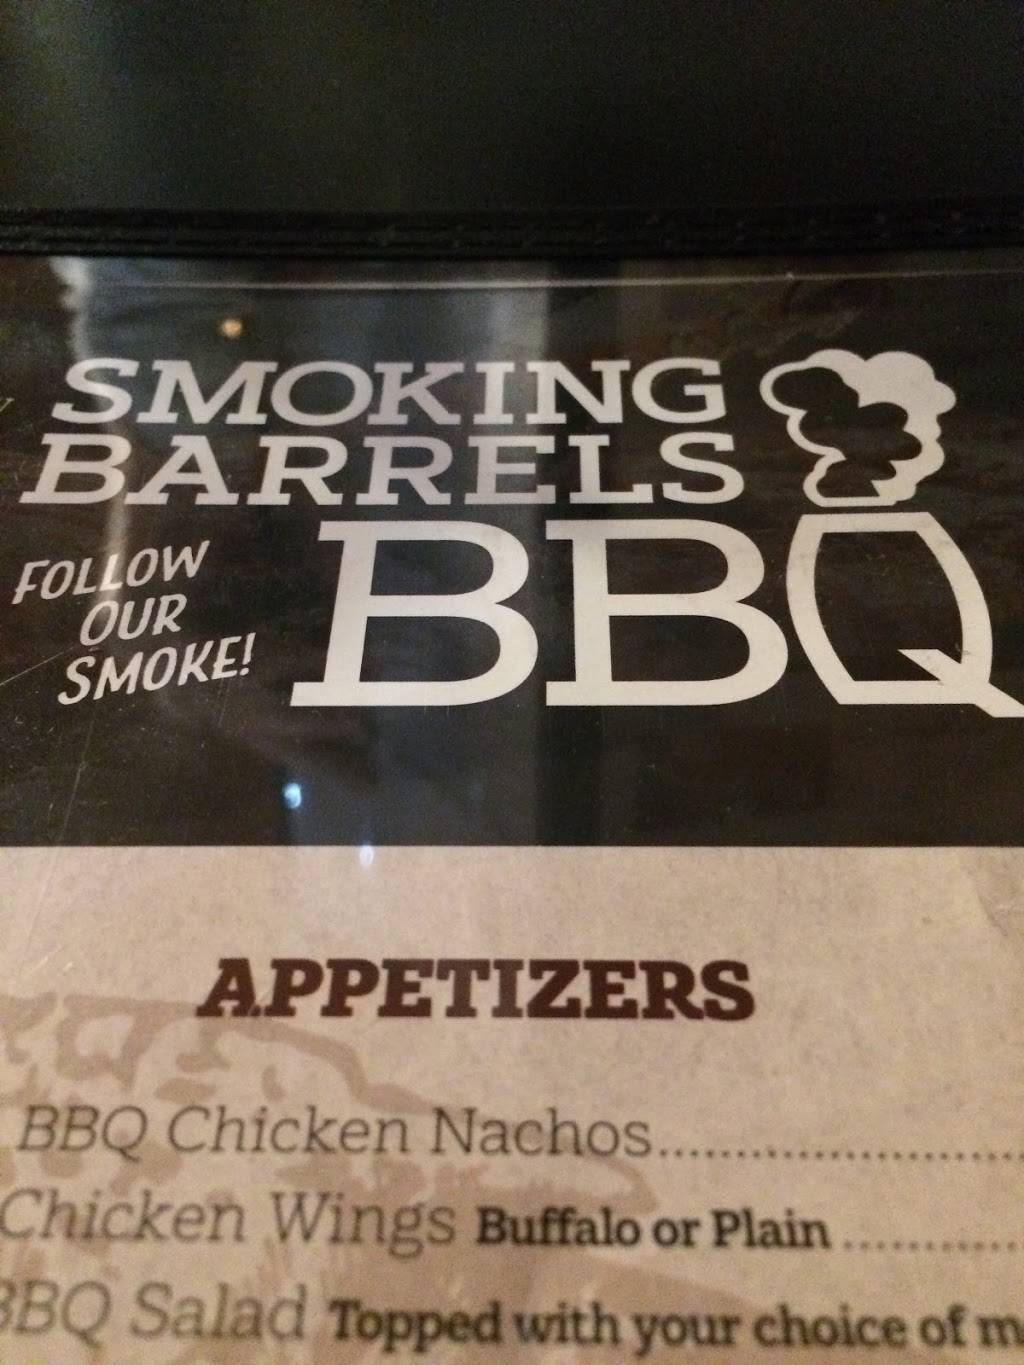 SMOKING
BARRELS
BBQ
FOLLOW
OUR
SMOKE!
APPETIZERS
BBQ Chicken Nachos..........................
Chicken Wings Buffalo or Plain ............
BBQ Salad Topped with your choice of